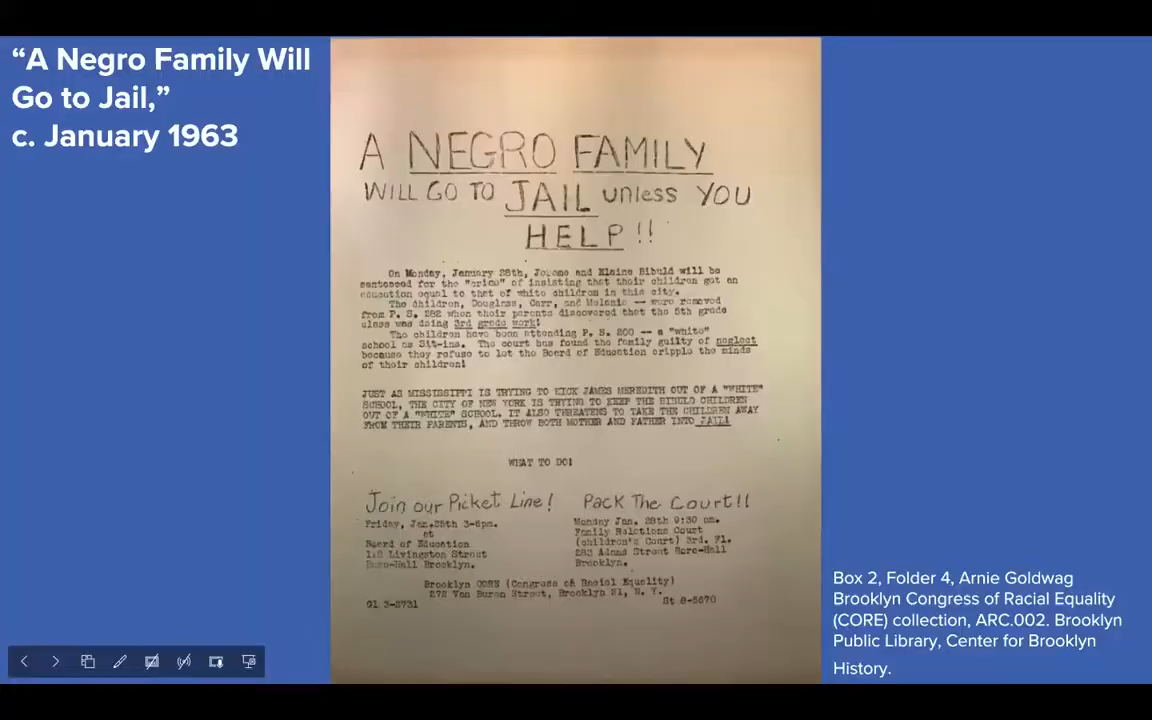 “A Negro Family Will
Go to Jail,”
c. January 1963
A NEGRO FAMILY
WILL GO TO JAIL unless YOU
HELP!!
On Monday, January 28th, Jerome and Elaine Bibuld will be
sentenced for the "crime" of insisting that their children get an
education equal to that of white children in this city.
The children, Douglass, Carr, and Melanie -- were removed
from P. S. 282 when their parents discovered that the 5th grade
class was doing 3rd grade work!
The children have been attending P. S. 200 -- a "white"
school as Sit-ins. The court has found the family guilty of neglect
because they refuse to let the Board of Education cripple the minds
of their children!
JUST AS MISSISSIPPI IS TRYING TO KICK JAMES MEREDITH OUT OF A "WHITE"
SCHOOL, THE CITY OF NEW YORK IS TRYING TO KEEP THE BIBULD CHILDREN
OUT OF A "WHITE" SCHOOL. IT ALSO THREATENS TO TAKE THE CHILDREN AWAY
FROM THEIR PARENTS, AND THROW BOTH MOTHER AND FATHER INTO JAIL!
WHAT TO DO!
Join our Picket Line!
Friday, Jan. 25th 3-6pm.
at
Board of Education
Livingston Street
Boro-Hall Brooklyn.
Pack The Court!!
Monday Jan. 28th 9:30 am.
Family Relations Court
(children's Court) 3rd. Fl.
283 Adams Street Boro-Hall
Brooklyn.
Brooklyn CORE (Congress of Racial Equality)
272 Van Buren Street, Brooklyn 21, N. Y.
Gl 3-5731 St 8-5670
Box 2, Folder 4, Arnie Goldwag
Brooklyn Congress of Racial Equality
(CORE) collection, ARC.002. Brooklyn
Public Library, Center for Brooklyn
History.